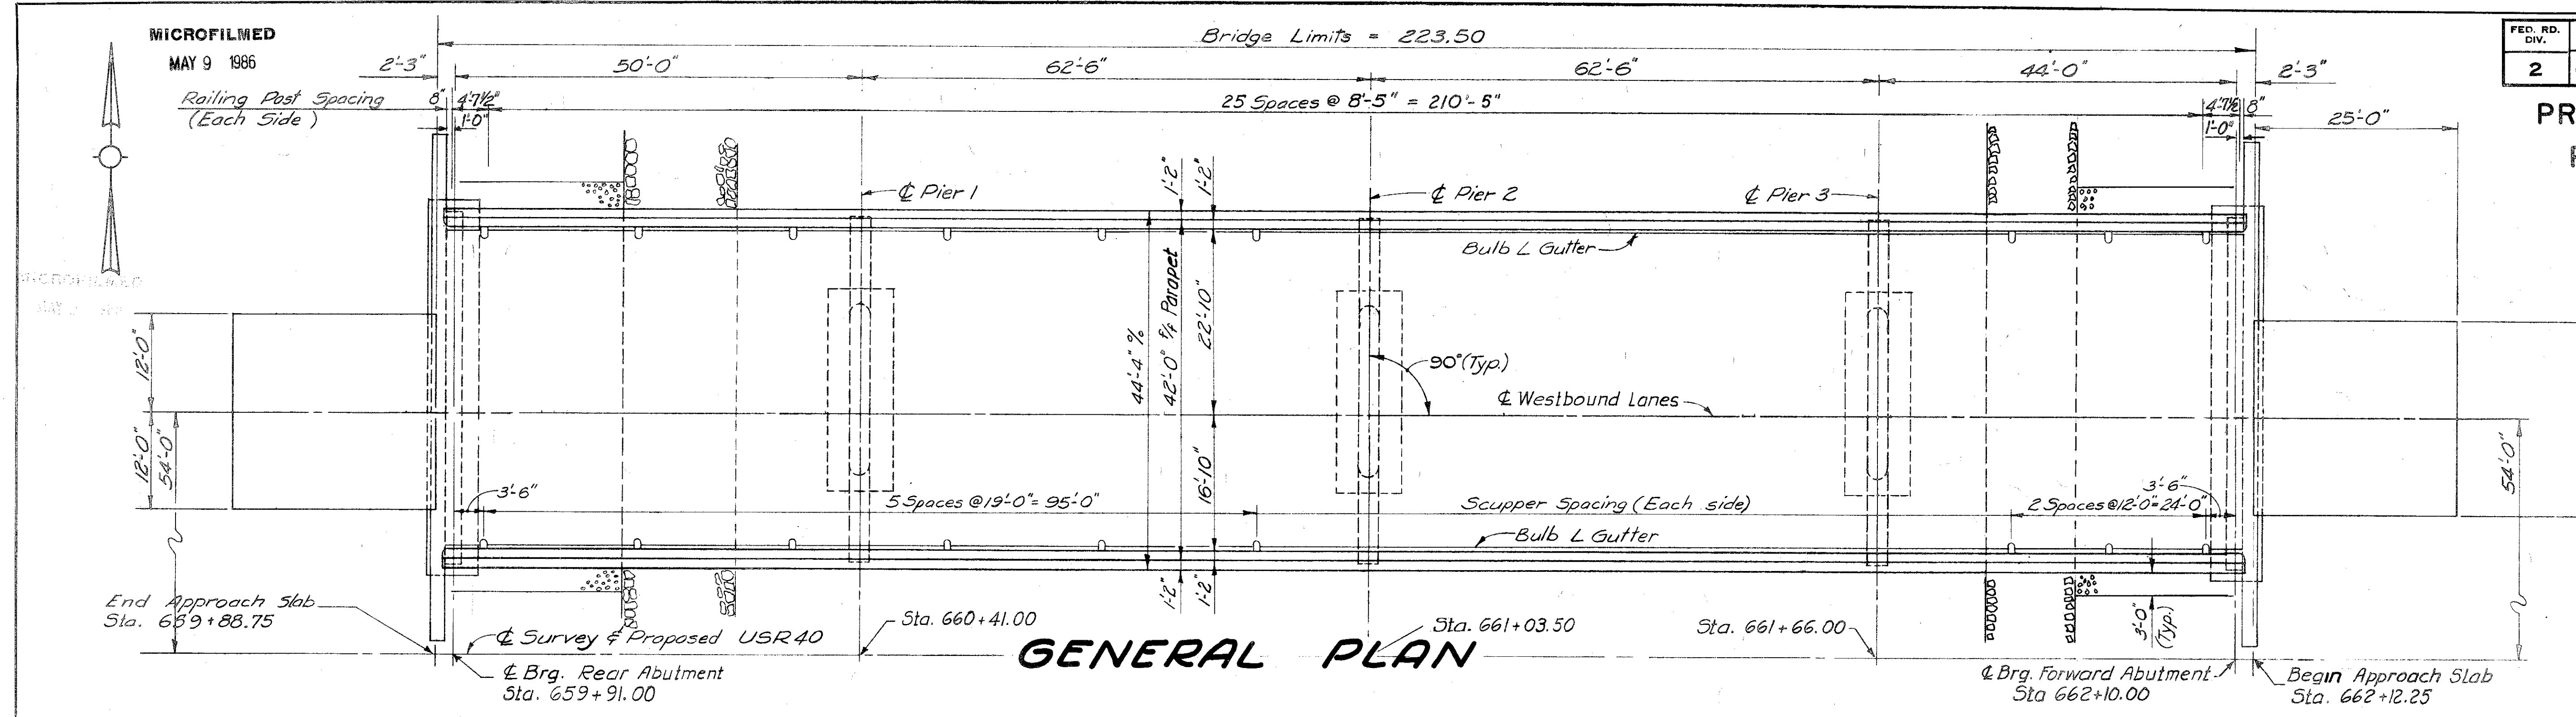 MICROFILMED
MAY 9 1986
Bridge Limits = 223.50
FED. RD.
DIV.
2
PR
2'-3"
50'-0"
62'-6"
62'-6"
44'-0"
2'-3"
Railing Post Spacing
(Each Side)
8"
4'-7½"
1'-0"
25 Spaces @ 8'-5" = 210'-5"
4'-7½
8"
1'-0"
25'-0"
1'-2"
1'-2"
℄ Pier 1
℄ Pier 2
℄ Pier 3
Bulb L Gutter
MICROFILMED
44'-4" %
42'-0" F/F Parapet
22'-10"
90° (Typ.)
℄ Westbound Lanes
12'-0"
12'-0"
54'-0"
16'-10"
54'-0"
3'-6"
5 Spaces @ 19'-0" = 95'-0"
Scupper Spacing (Each side)
2 Spaces @ 12'-0" = 24'-0"
3'-6"
Bulb L Gutter
1'-2"
1'-2"
3'-0"
(Typ.)
End Approach Slab
Sta. 659+88.75
℄ Survey & Proposed USR 40
Sta. 660+41.00
Sta. 661+03.50
Sta. 661+66.00
GENERAL PLAN
℄ Brg. Rear Abutment
Sta. 659+91.00
℄ Brg. Forward Abutment
Sta 662+10.00
Begin Approach Slab
Sta. 662+12.25